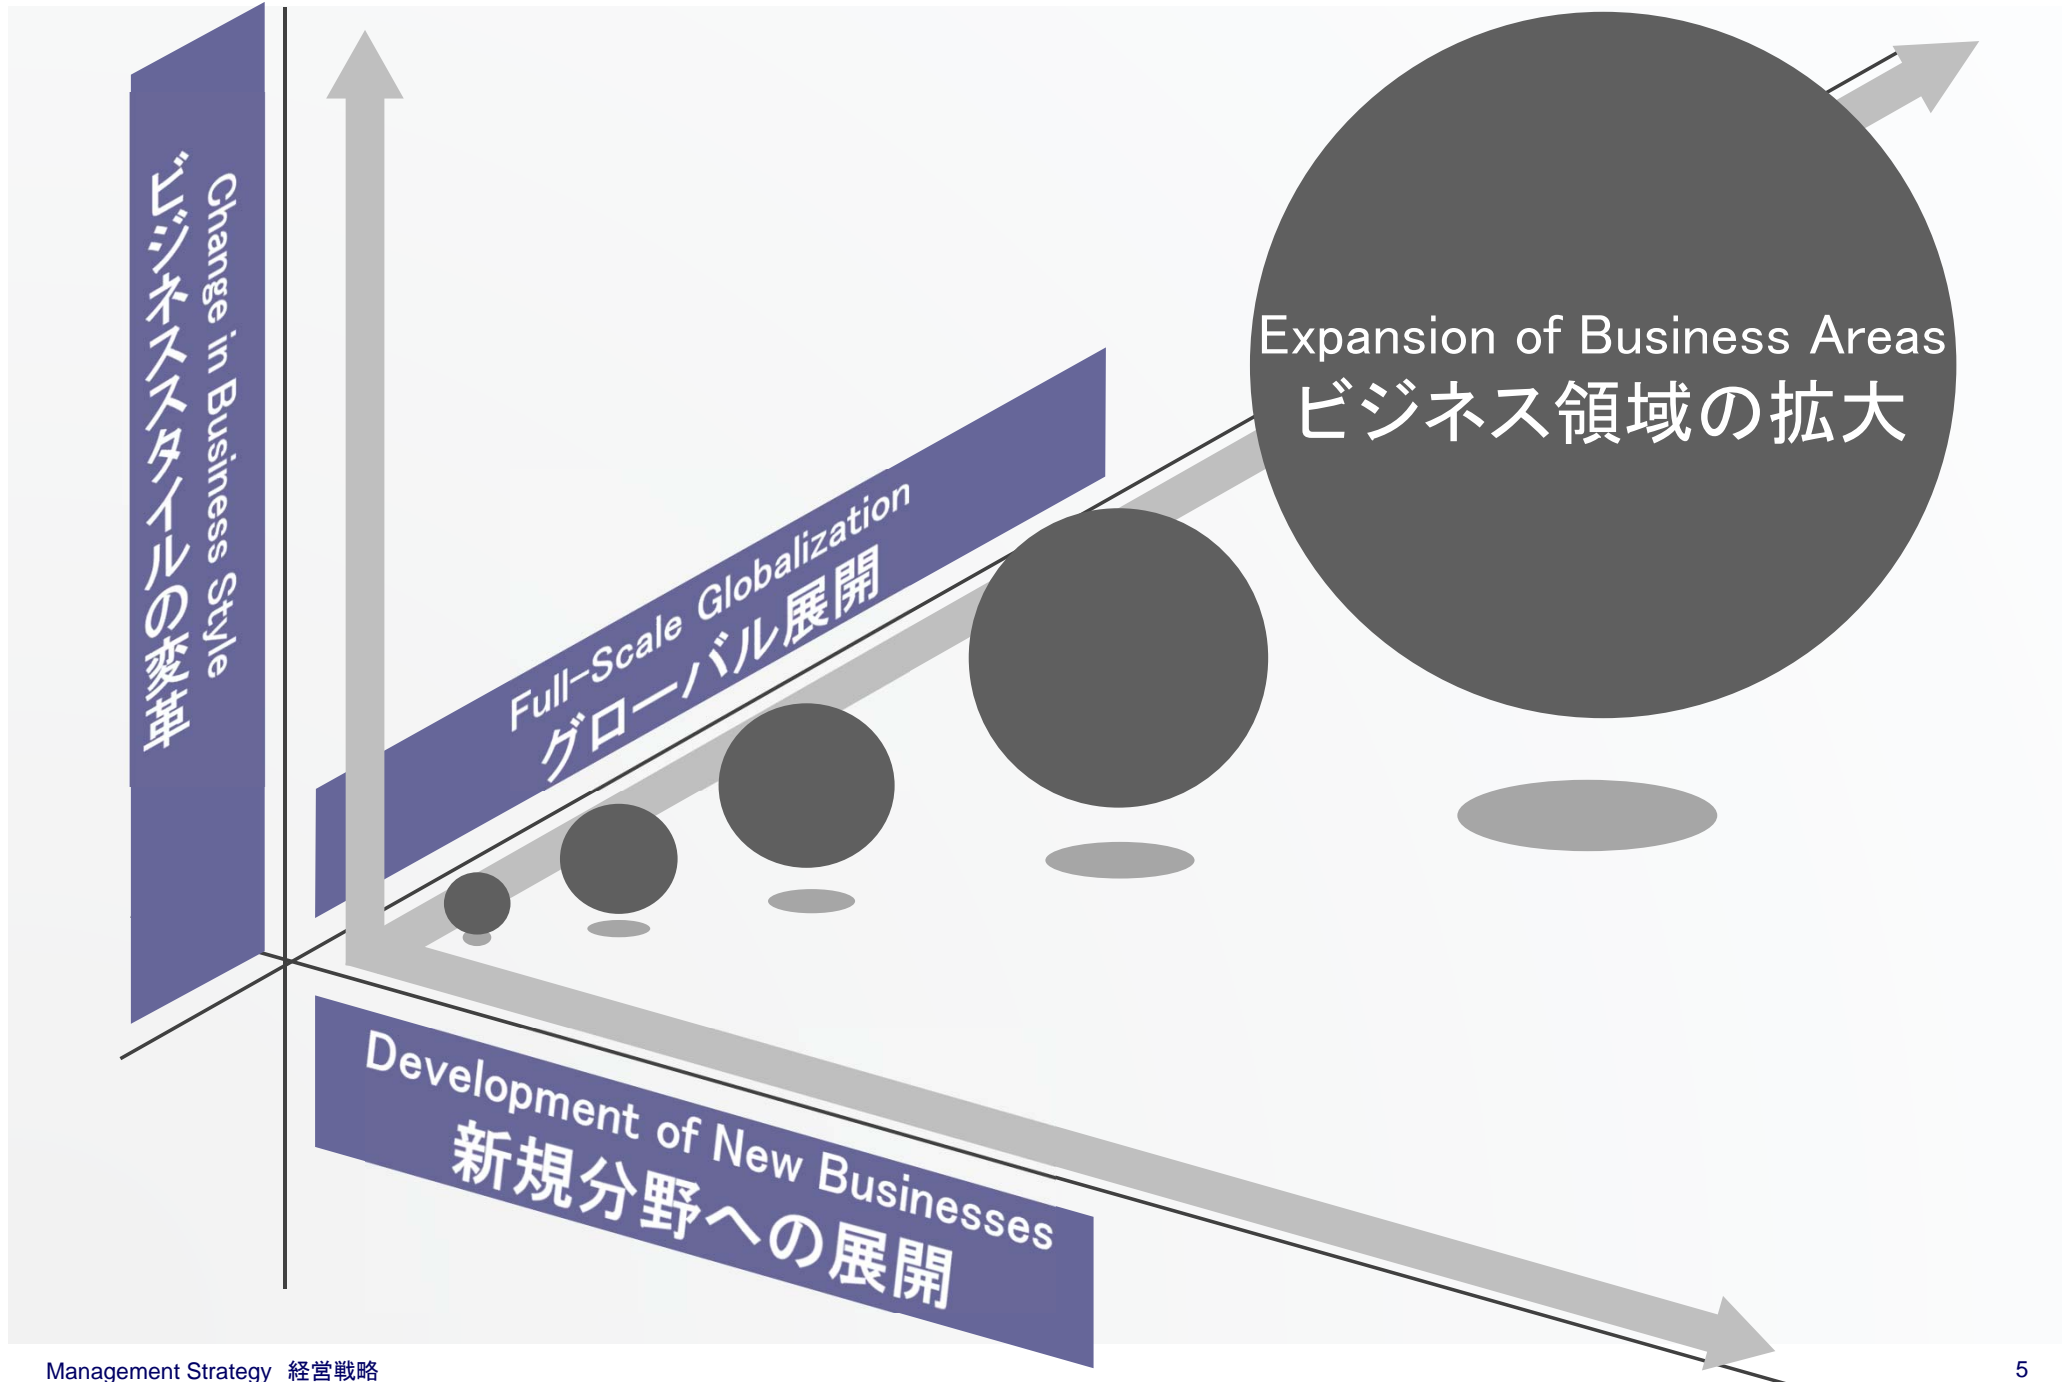 Change in Business Style
ビジネススタイルの変革
Full-Scale Globalization
グローバル展開
Expansion of Business Areas
ビジネス領域の拡大
Development of New Businesses
新規分野への展開
Management Strategy 経営戦略
5